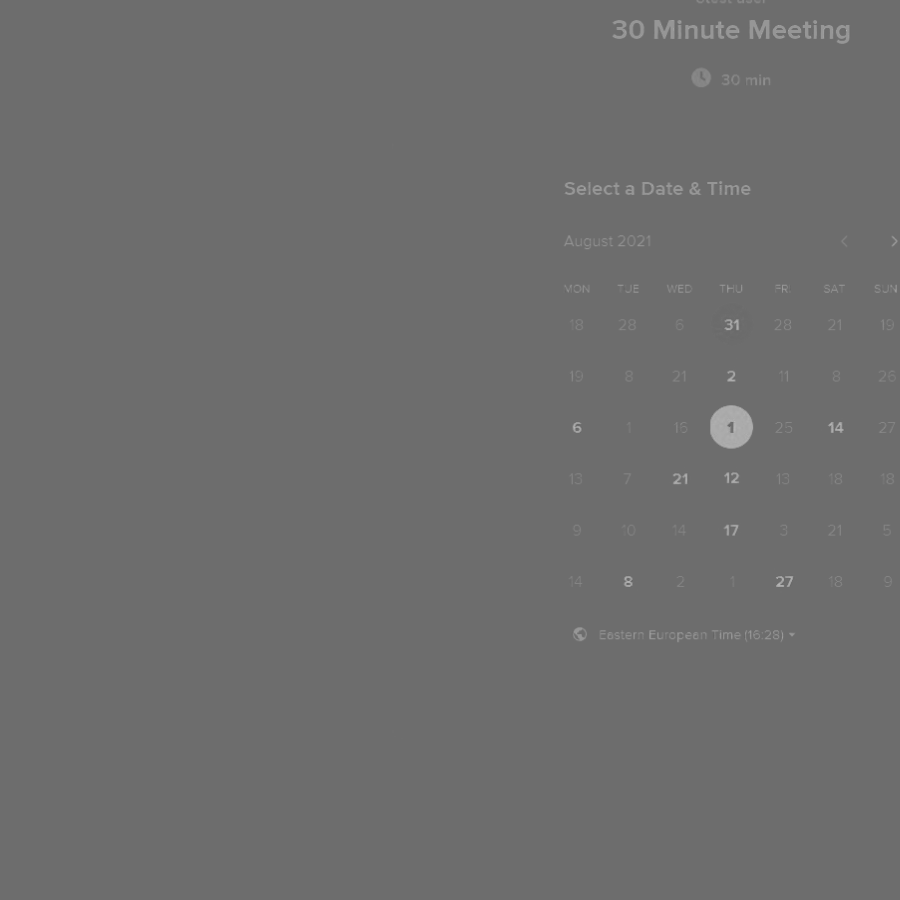 30 Minute Meeting
30 min
Select a Date & Time
August 2021
MON TUE WED THU FRI SAT SUN
18 28 6 31 28 21 19
19 8 21 2 11 8 26
6 1 16 1 25 14 27
13 7 21 12 13 18 18
9 10 14 17 3 21 5
14 8 2 1 27 18 9
Eastern European Time (16:28)